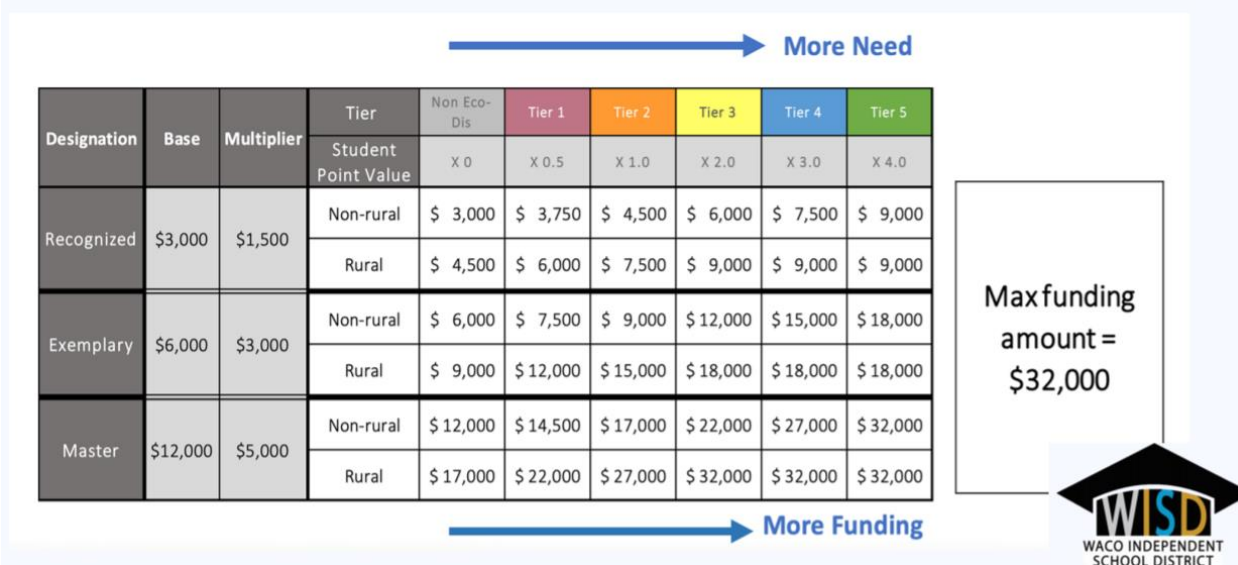 More Need
Designation Base Multiplier Tier Non Eco-Dis Tier 1 Tier 2 Tier 3 Tier 4 Tier 5
Student Point Value X 0 X 0.5 X 1.0 X 2.0 X 3.0 X 4.0
Recognized $3,000 $1,500 Non-rural $ 3,000 $ 3,750 $ 4,500 $ 6,000 $ 7,500 $ 9,000
Rural $ 4,500 $ 6,000 $ 7,500 $ 9,000 $ 9,000 $ 9,000
Exemplary $6,000 $3,000 Non-rural $ 6,000 $ 7,500 $ 9,000 $ 12,000 $ 15,000 $ 18,000
Rural $ 9,000 $ 12,000 $ 15,000 $ 18,000 $ 18,000 $ 18,000
Master $12,000 $5,000 Non-rural $ 12,000 $ 14,500 $ 17,000 $ 22,000 $ 27,000 $ 32,000
Rural $ 17,000 $ 22,000 $ 27,000 $ 32,000 $ 32,000 $ 32,000
Max funding
amount =
$32,000
More Funding
WISD
WACO INDEPENDENT
SCHOOL DISTRICT